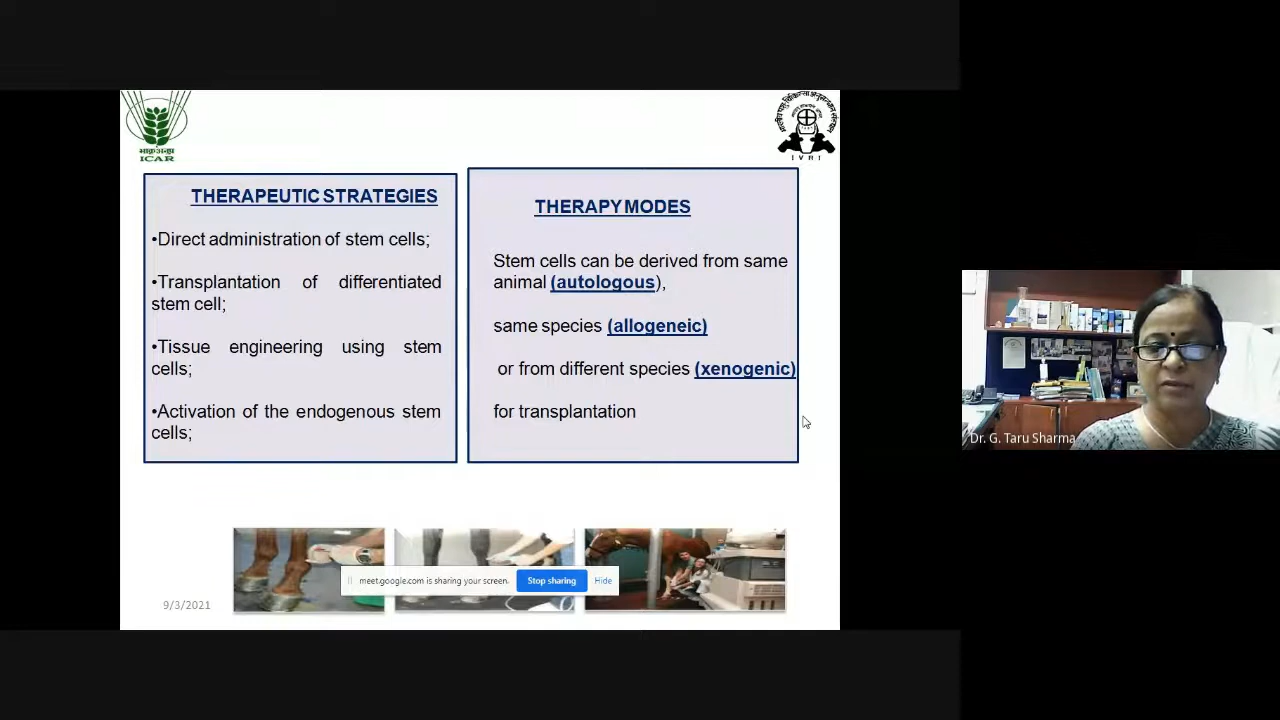 ICAR
IVRI
THERAPEUTIC STRATEGIES
•Direct administration of stem cells;
•Transplantation of differentiated
stem cell;
•Tissue engineering using stem
cells;
•Activation of the endogenous stem
cells;
THERAPY MODES
Stem cells can be derived from same
animal (autologous),
same species (allogeneic)
or from different species (xenogenic)
for transplantation
Dr. G. Taru Sharma
meet.google.com is sharing your screen. Stop sharing Hide
9/3/2021